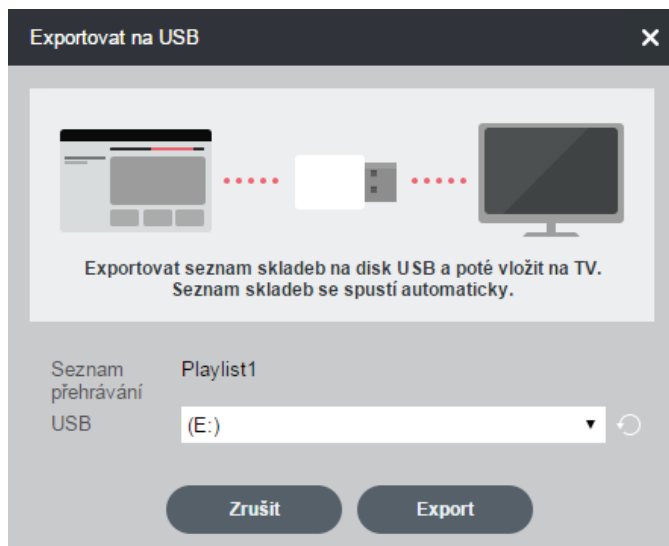 Exportovat na USB
Exportovat seznam skladeb na disk USB a poté vložit na TV.
Seznam skladeb se spustí automaticky.
Seznam přehrávání
Playlist1
USB
(E:)
Zrušit
Export